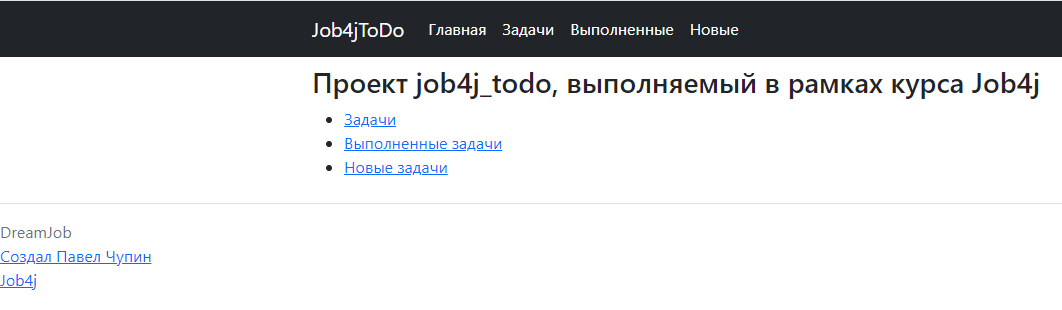 Job4jToDo Главная Задачи Выполненные Новые
Проект job4j_todo, выполняемый в рамках курса Job4j
Задачи
Выполненные задачи
Новые задачи
DreamJob
Создал Павел Чупин
Job4j